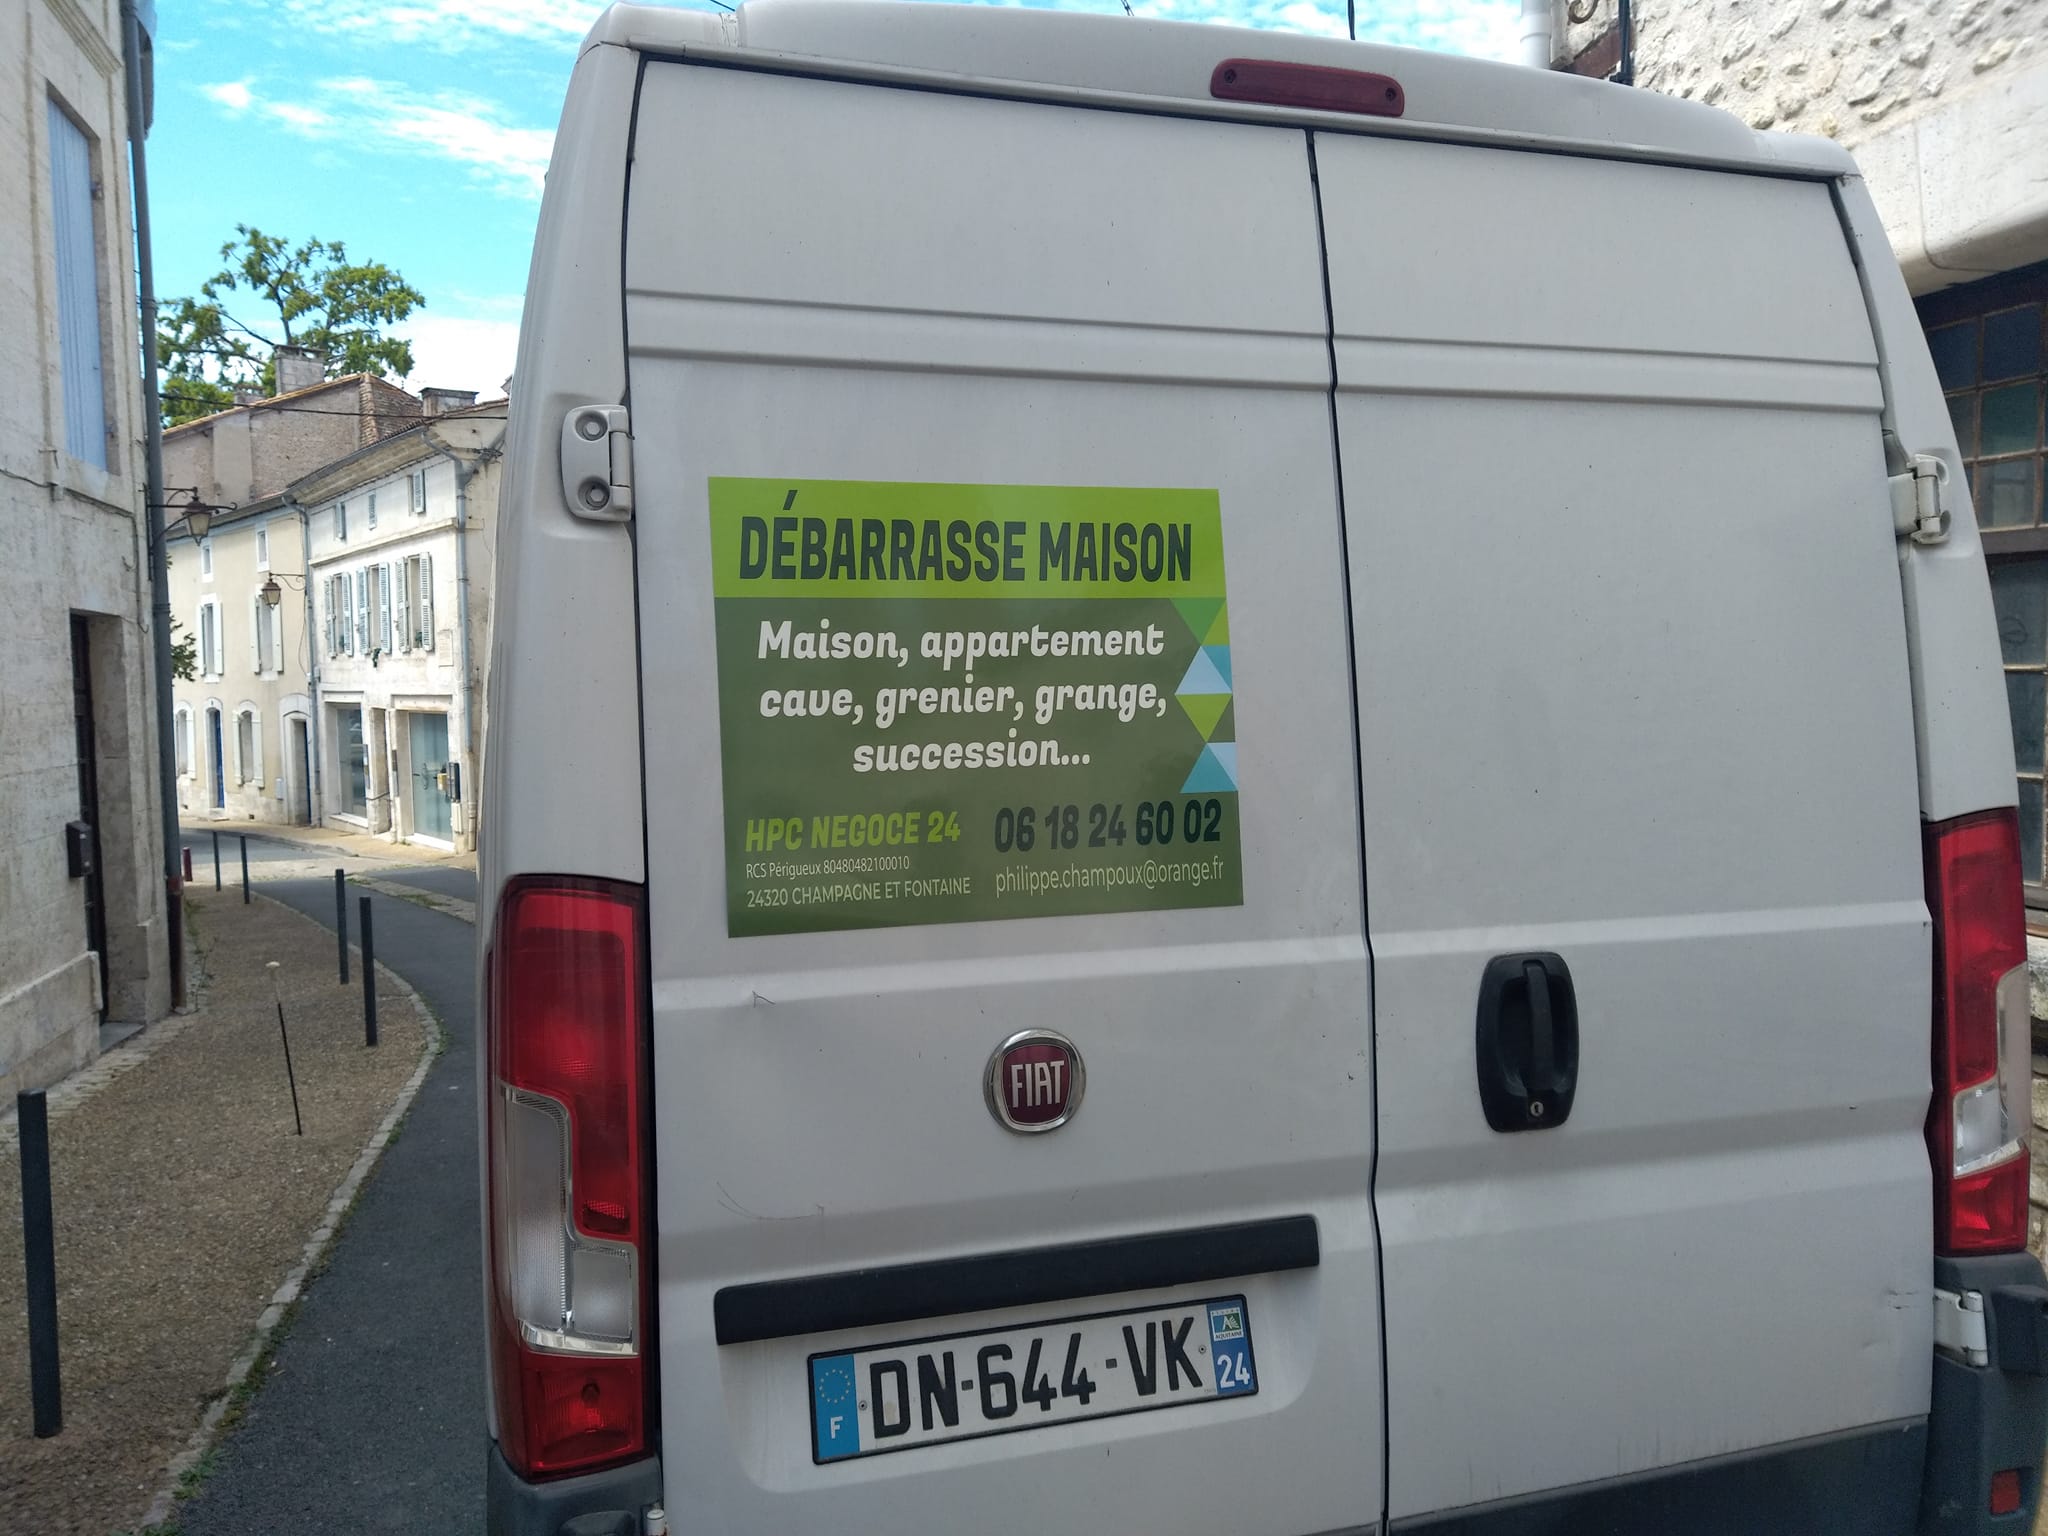 DÉBARRASSE MAISON
Maison, appartement
cave, grenier, grange,
succession...
HPC NEGOCE 24
06 18 24 60 02
RCS Périgueux 80480482100010
24320 CHAMPAGNE ET FONTAINE
philippe.champoux@orange.fr
FIAT
F DN-644-VK 24
AQUITAINE